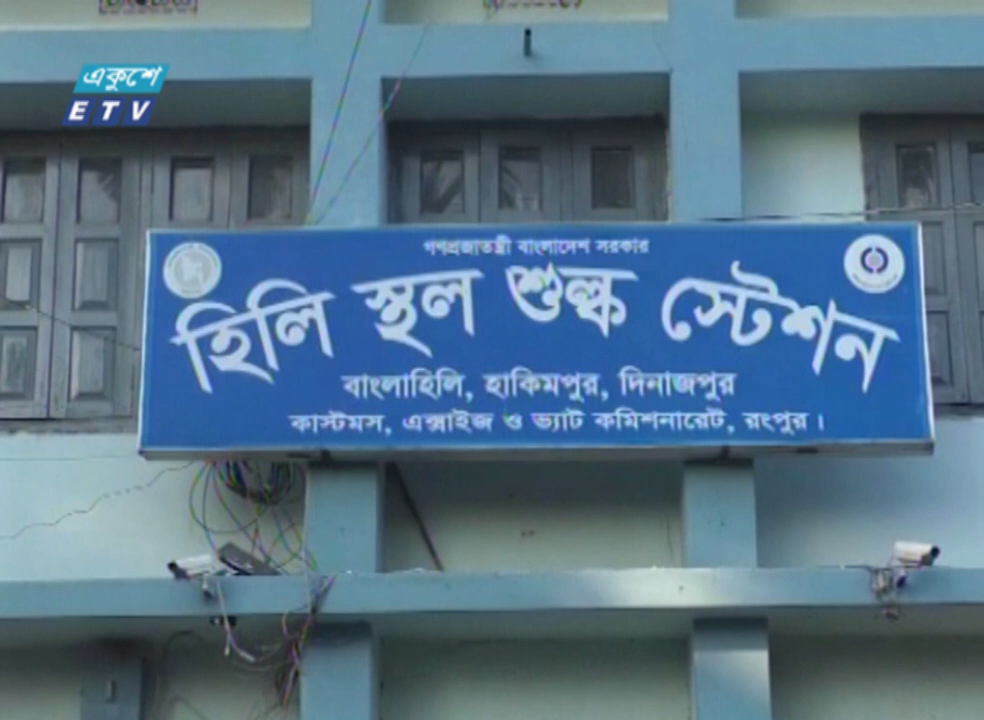 একুশে
ETV
গণপ্রজাতন্ত্রী বাংলাদেশ সরকার
হিলি স্থল শুল্ক স্টেশন
বাংলাহিলি, হাকিমপুর, দিনাজপুর
কাস্টমস, এক্সাইজ ও ভ্যাট কমিশনারেট, রংপুর।